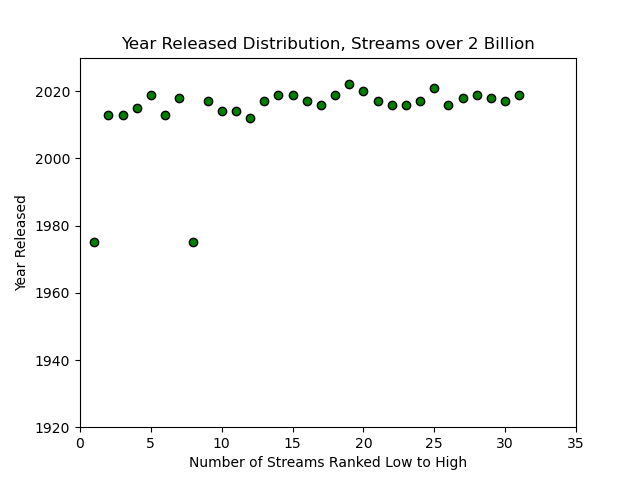 Year Released Distribution, Streams over 2 Billion
2020
2000
1980
1960
1940
1920
Year Released
0 5 10 15 20 25 30 35
Number of Streams Ranked Low to High